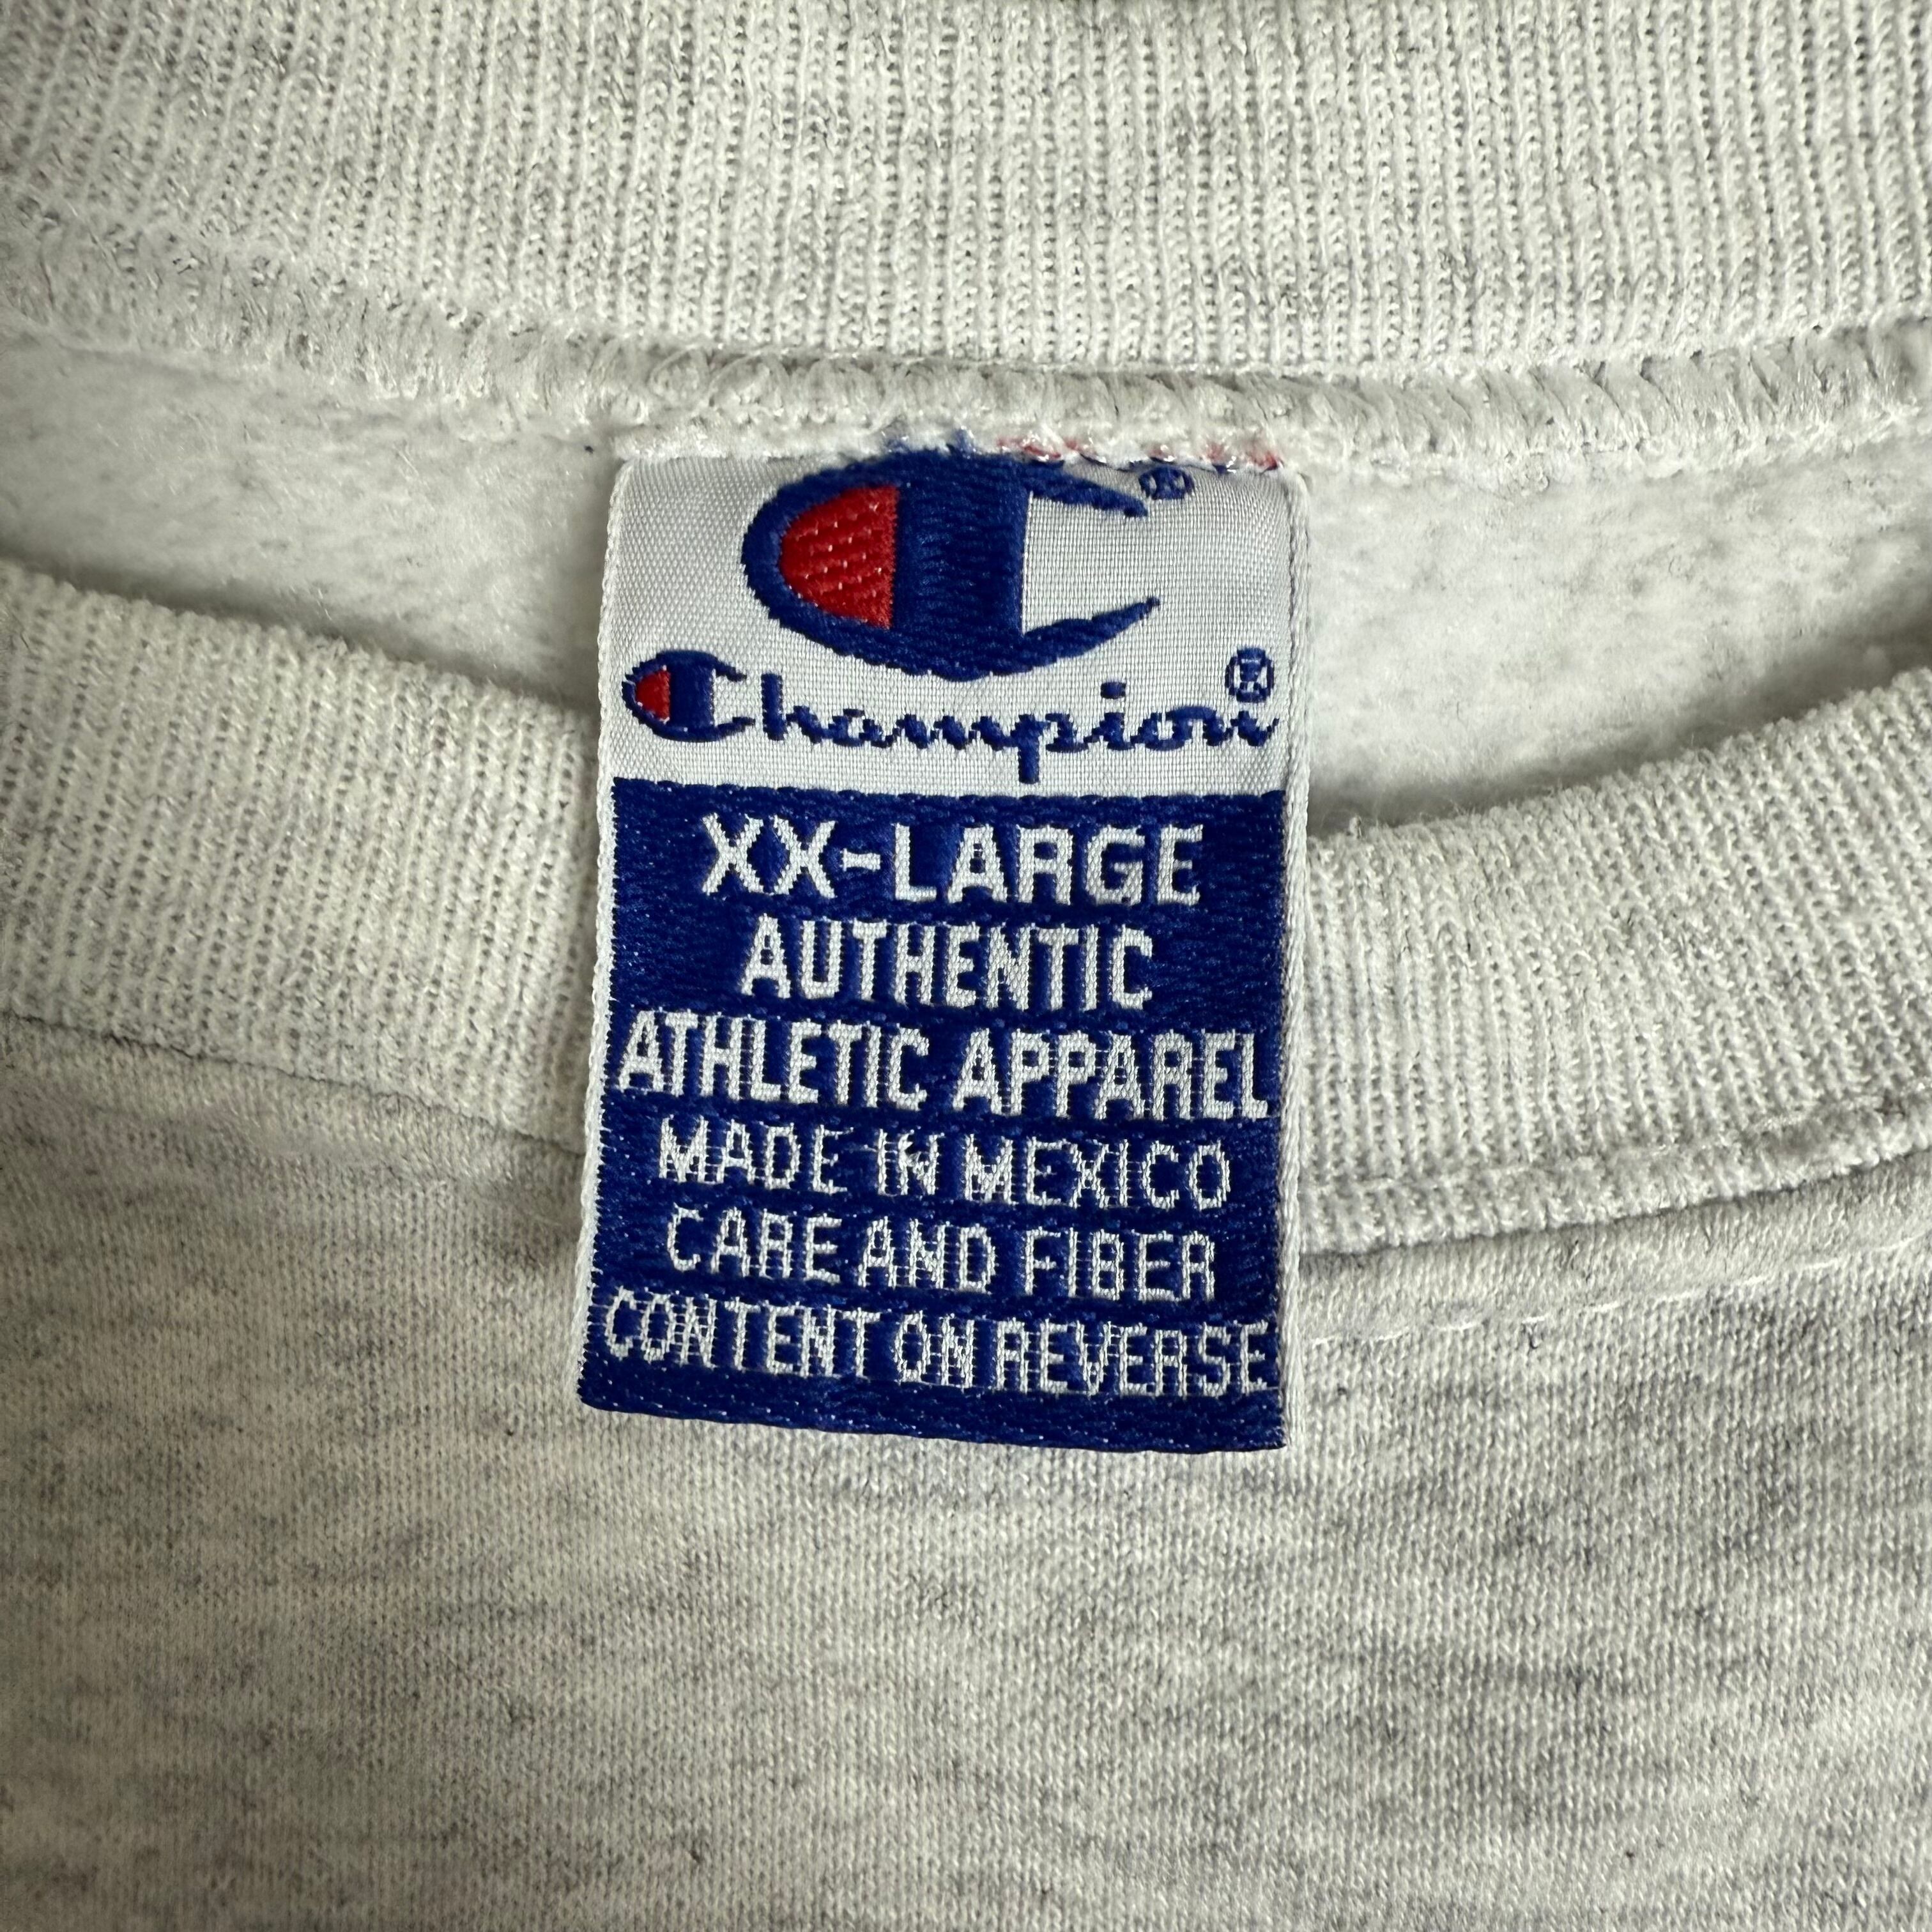 ®
Champion®
XX-LARGE
AUTHENTIC
ATHLETIC APPAREL
MADE IN MEXICO
CARE AND FIBER
CONTENT ON REVERSE